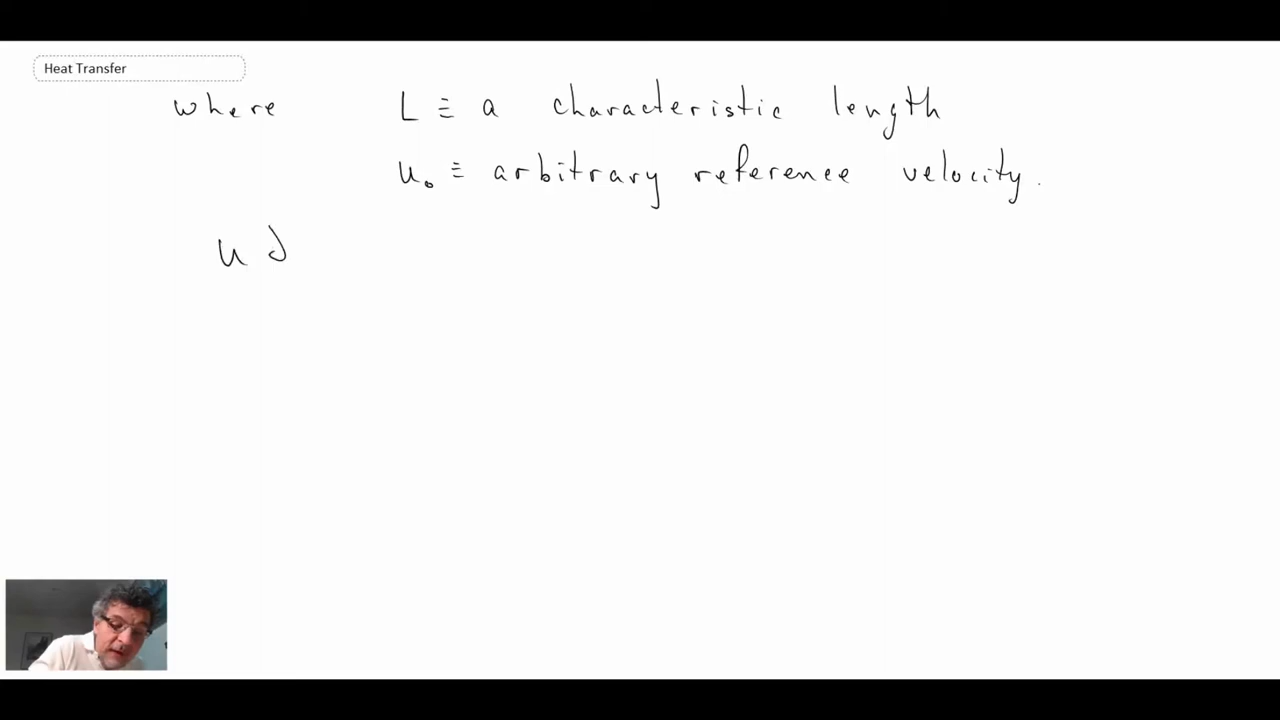 Heat Transfer
where L ≡ a characteristic length
u₀ ≡ arbitrary reference velocity.
u ∂